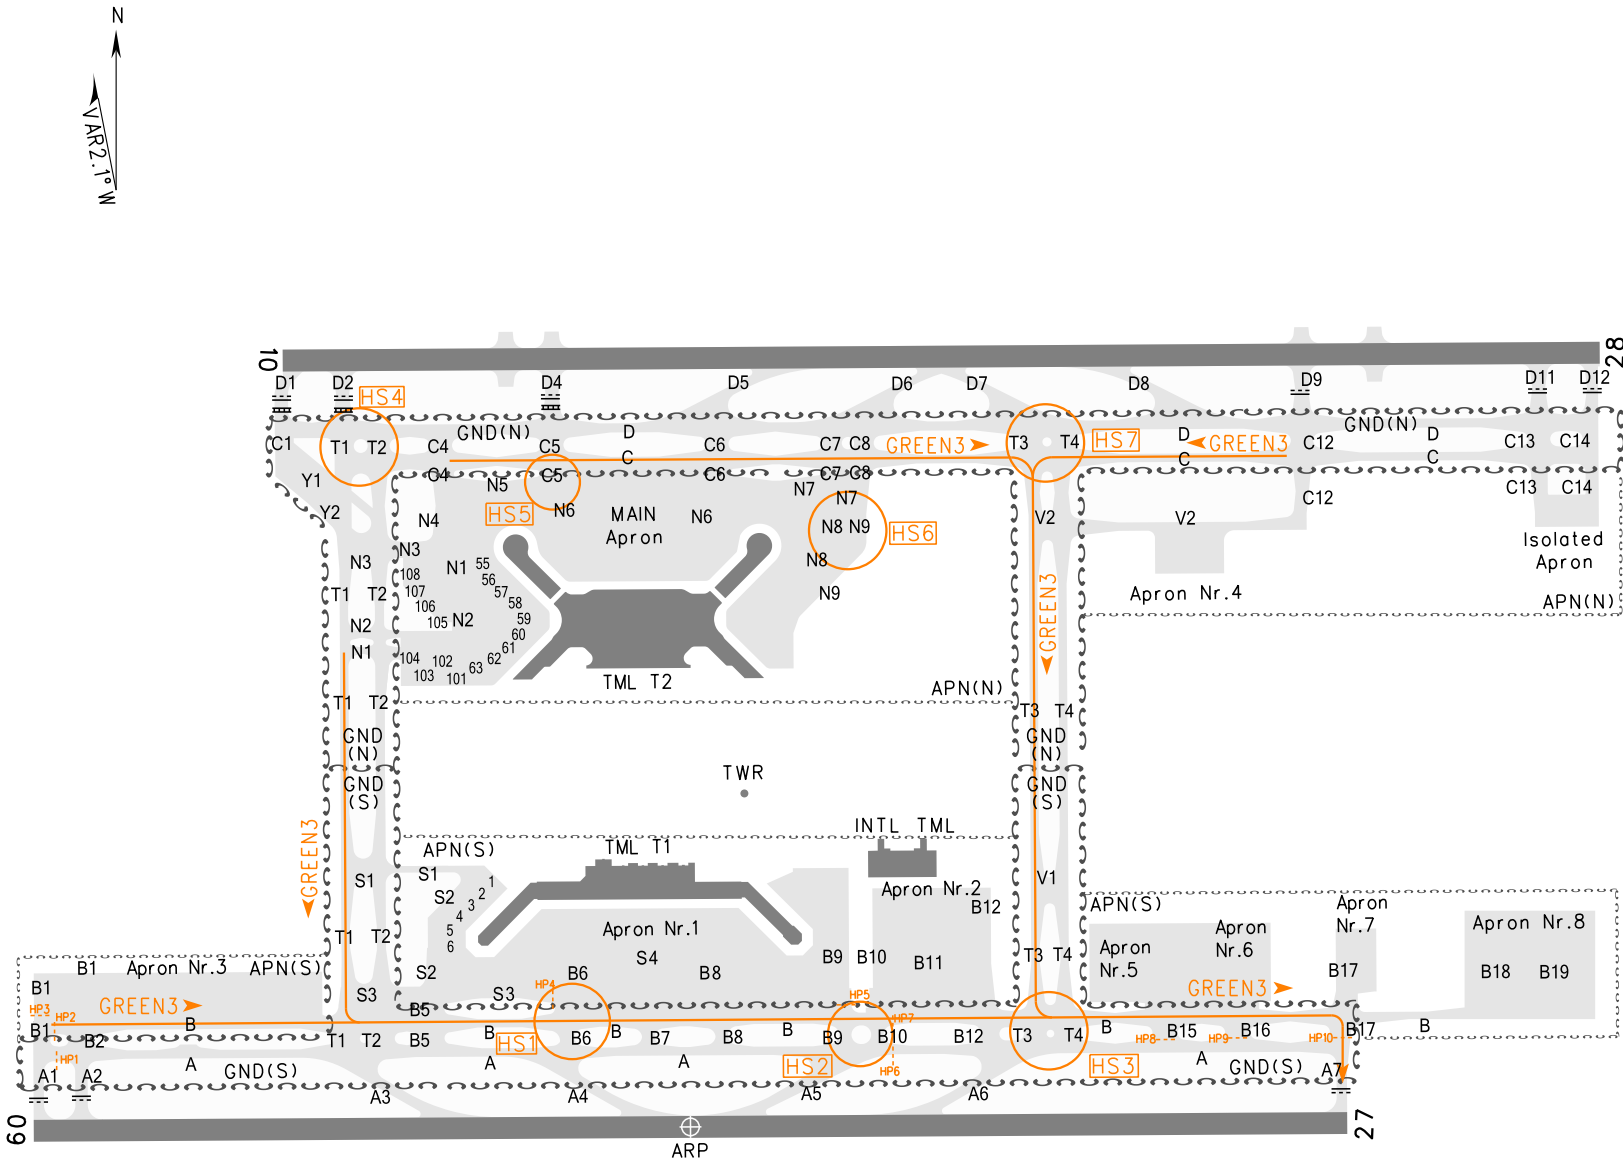 N
VAR2.1°W
10
28
D1
D2
D4
D5
D6
D7
D8
D9
D11
D12
HS4
C1
T1
T2
C4
GND(N)
C5
D
C
C6
C7
C8
GREEN3
T3
T4
HS7
D
C
GREEN3
C12
GND(N)
D
C
C13
C14
C4
C5
C6
C7
C8
Y1
N5
N7
N7
C12
C13
C14
Y2
N4
HS5
N6
MAIN
Apron
N6
N8
N9
HS6
V2
V2
Isolated
Apron
N3
N3
N1
55
56
57
58
59
60
61
62
63
108
107
106
105
N2
N8
N9
T1
T2
N2
N1
104
103
102
101
GREEN3
Apron Nr.4
APN(N)
TML T2
APN(N)
T1
T2
GND
(N)
GND
(S)
T3
T4
GND
(N)
GND
(S)
TWR
GREEN3
APN(S)
TML T1
INTL TML
S1
S1
S2
1
2
3
4
5
6
Apron Nr.2
B12
V1
APN(S)
Apron
Nr.7
Apron Nr.8
T1
T2
Apron Nr.1
S4
B9
B10
B11
T3
T4
Apron
Nr.5
Apron
Nr.6
B17
B18
B19
B1
Apron Nr.3
APN(S)
S2
B6
B8
B1
GREEN3
S3
S3
HP4
HP5
GREEN3
HP3
HP2
B5
HP7
B1
B
B2
T1
T2
B5
B
HS1
B6
B
B7
B8
B
B9
B10
B12
T3
T4
B
B15
HP8
HP9
B16
HP10
B17
B
HP1
A1
A2
A
GND(S)
A
A
HS2
HP6
HS3
A
GND(S)
A7
A3
A4
A5
A6
09
27
ARP